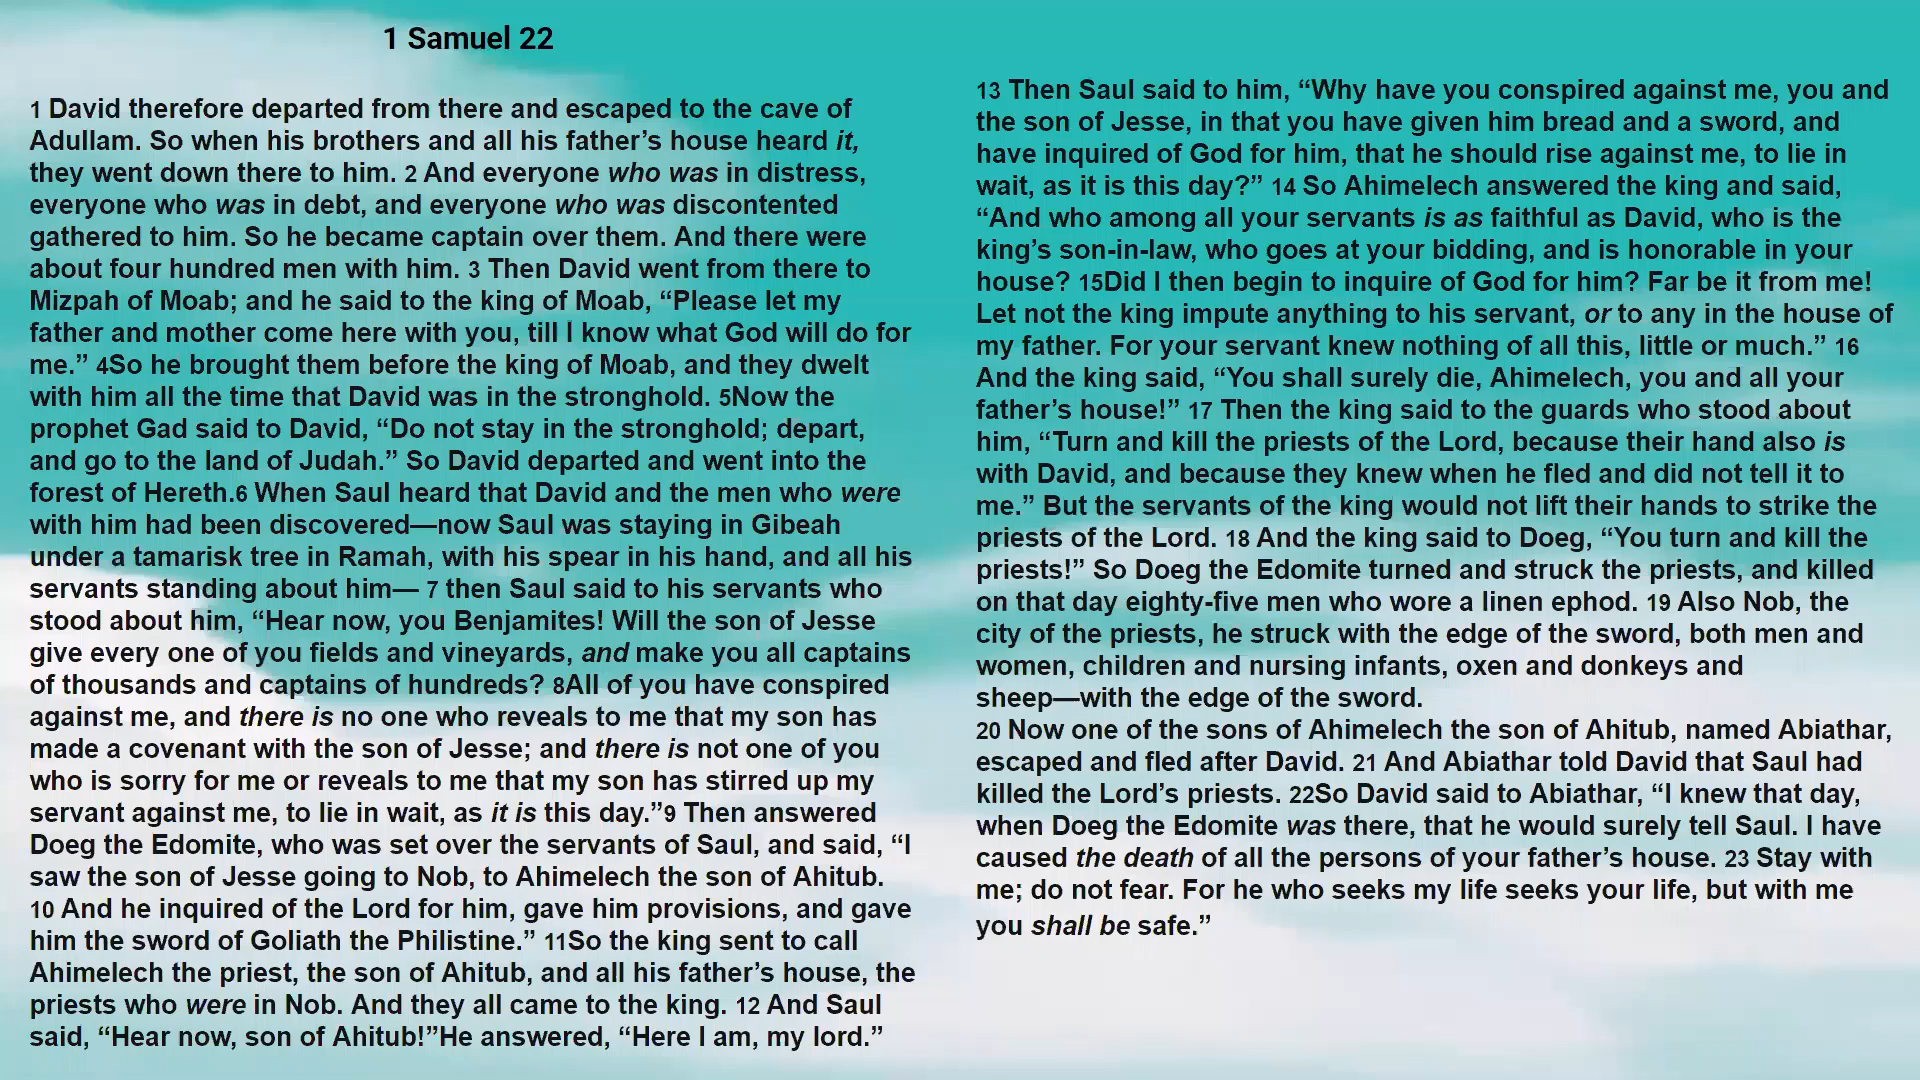 1 Samuel 22
1 David therefore departed from there and escaped to the cave of
Adullam. So when his brothers and all his father’s house heard it,
they went down there to him. 2 And everyone who was in distress,
everyone who was in debt, and everyone who was discontented
gathered to him. So he became captain over them. And there were
about four hundred men with him. 3 Then David went from there to
Mizpah of Moab; and he said to the king of Moab, “Please let my
father and mother come here with you, till I know what God will do for
me.” 4So he brought them before the king of Moab, and they dwelt
with him all the time that David was in the stronghold. 5Now the
prophet Gad said to David, “Do not stay in the stronghold; depart,
and go to the land of Judah.” So David departed and went into the
forest of Hereth.6 When Saul heard that David and the men who were
with him had been discovered—now Saul was staying in Gibeah
under a tamarisk tree in Ramah, with his spear in his hand, and all his
servants standing about him— 7 then Saul said to his servants who
stood about him, “Hear now, you Benjamites! Will the son of Jesse
give every one of you fields and vineyards, and make you all captains
of thousands and captains of hundreds? 8All of you have conspired
against me, and there is no one who reveals to me that my son has
made a covenant with the son of Jesse; and there is not one of you
who is sorry for me or reveals to me that my son has stirred up my
servant against me, to lie in wait, as it is this day.”9 Then answered
Doeg the Edomite, who was set over the servants of Saul, and said, “I
saw the son of Jesse going to Nob, to Ahimelech the son of Ahitub.
10 And he inquired of the Lord for him, gave him provisions, and gave
him the sword of Goliath the Philistine.” 11So the king sent to call
Ahimelech the priest, the son of Ahitub, and all his father’s house, the
priests who were in Nob. And they all came to the king. 12 And Saul
said, “Hear now, son of Ahitub!”He answered, “Here I am, my lord.”
13 Then Saul said to him, “Why have you conspired against me, you and
the son of Jesse, in that you have given him bread and a sword, and
have inquired of God for him, that he should rise against me, to lie in
wait, as it is this day?” 14 So Ahimelech answered the king and said,
“And who among all your servants is as faithful as David, who is the
king’s son-in-law, who goes at your bidding, and is honorable in your
house? 15Did I then begin to inquire of God for him? Far be it from me!
Let not the king impute anything to his servant, or to any in the house of
my father. For your servant knew nothing of all this, little or much.” 16
And the king said, “You shall surely die, Ahimelech, you and all your
father’s house!” 17 Then the king said to the guards who stood about
him, “Turn and kill the priests of the Lord, because their hand also is
with David, and because they knew when he fled and did not tell it to
me.” But the servants of the king would not lift their hands to strike the
priests of the Lord. 18 And the king said to Doeg, “You turn and kill the
priests!” So Doeg the Edomite turned and struck the priests, and killed
on that day eighty-five men who wore a linen ephod. 19 Also Nob, the
city of the priests, he struck with the edge of the sword, both men and
women, children and nursing infants, oxen and donkeys and
sheep—with the edge of the sword.
20 Now one of the sons of Ahimelech the son of Ahitub, named Abiathar,
escaped and fled after David. 21 And Abiathar told David that Saul had
killed the Lord’s priests. 22So David said to Abiathar, “I knew that day,
when Doeg the Edomite was there, that he would surely tell Saul. I have
caused the death of all the persons of your father’s house. 23 Stay with
me; do not fear. For he who seeks my life seeks your life, but with me
you shall be safe.”